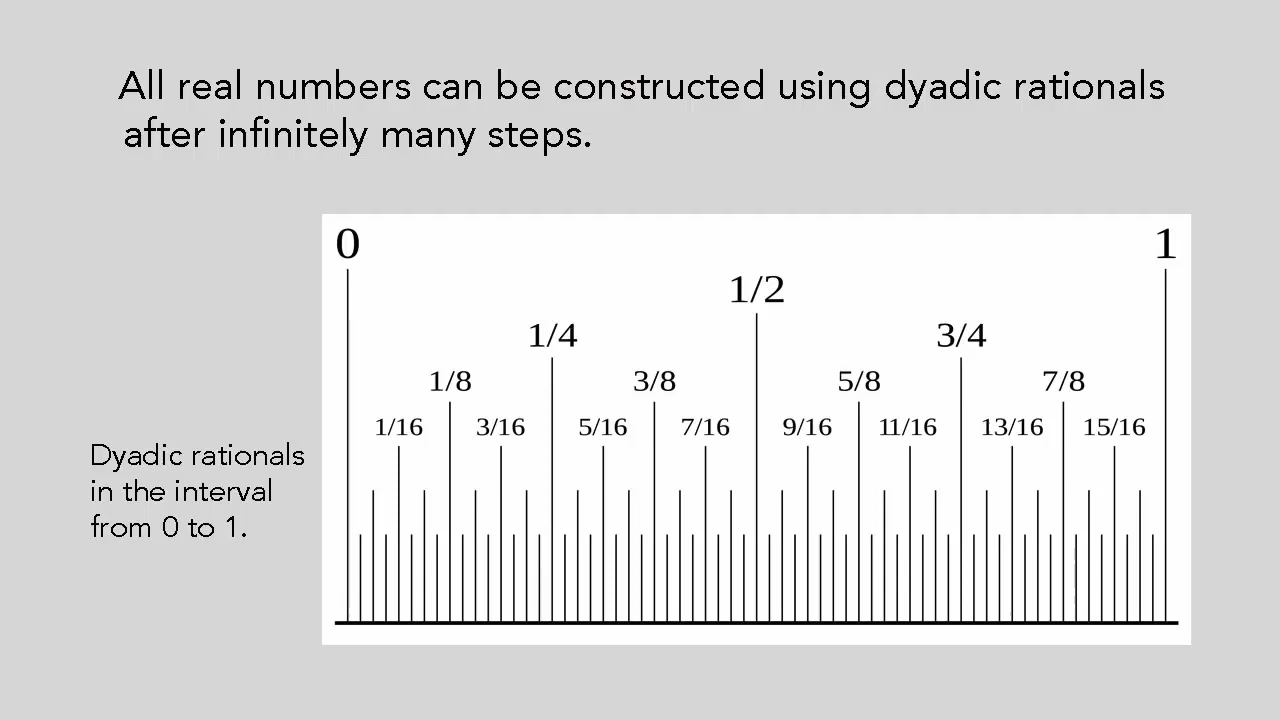 All real numbers can be constructed using dyadic rationals
after infinitely many steps.
0 1
1/2
1/4 3/4
1/8 3/8 5/8 7/8
1/16 3/16 5/16 7/16 9/16 11/16 13/16 15/16
Dyadic rationals
in the interval
from 0 to 1.